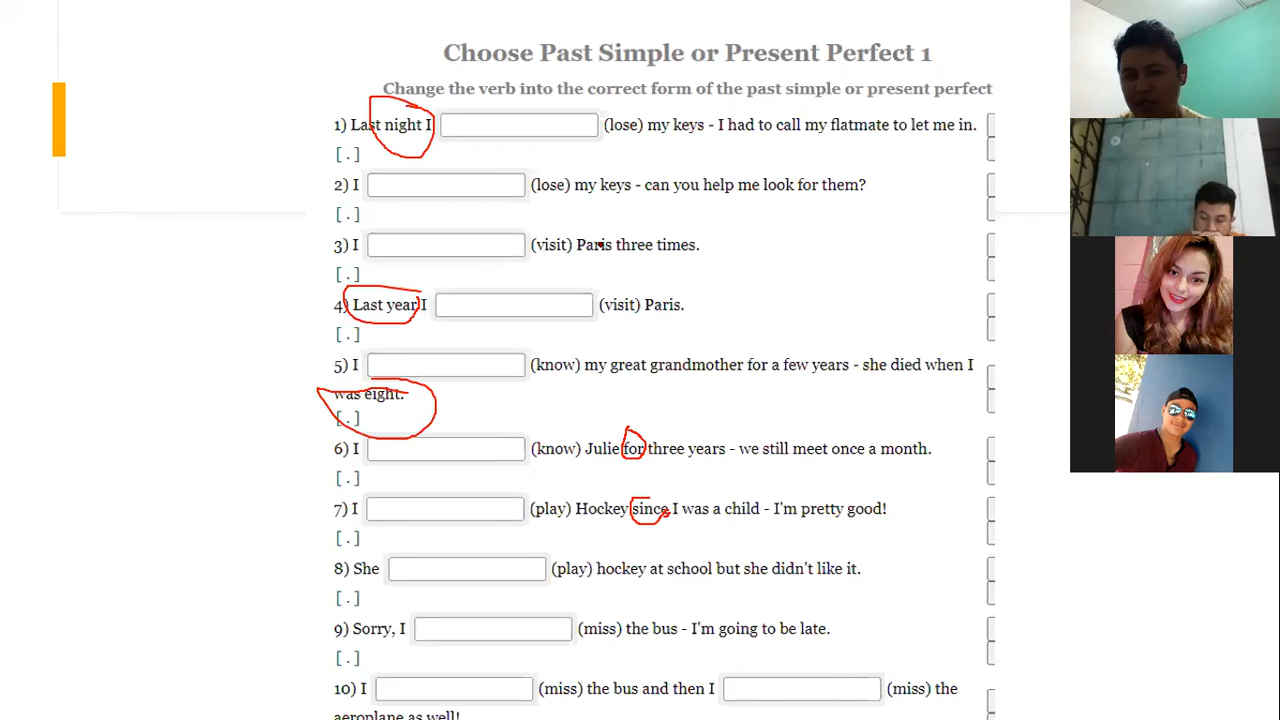 Choose Past Simple or Present Perfect 1
Change the verb into the correct form of the past simple or present perfect
1) Last night I (lose) my keys - I had to call my flatmate to let me in.
[ . ]
2) I (lose) my keys - can you help me look for them?
[ . ]
3) I (visit) Paris three times.
[ . ]
4) Last year I (visit) Paris.
[ . ]
5) I (know) my great grandmother for a few years - she died when I
was eight.
[ . ]
6) I (know) Julie for three years - we still meet once a month.
[ . ]
7) I (play) Hockey since I was a child - I'm pretty good!
[ . ]
8) She (play) hockey at school but she didn't like it.
[ . ]
9) Sorry, I (miss) the bus - I'm going to be late.
[ . ]
10) I (miss) the bus and then I (miss) the
aeroplane as well!